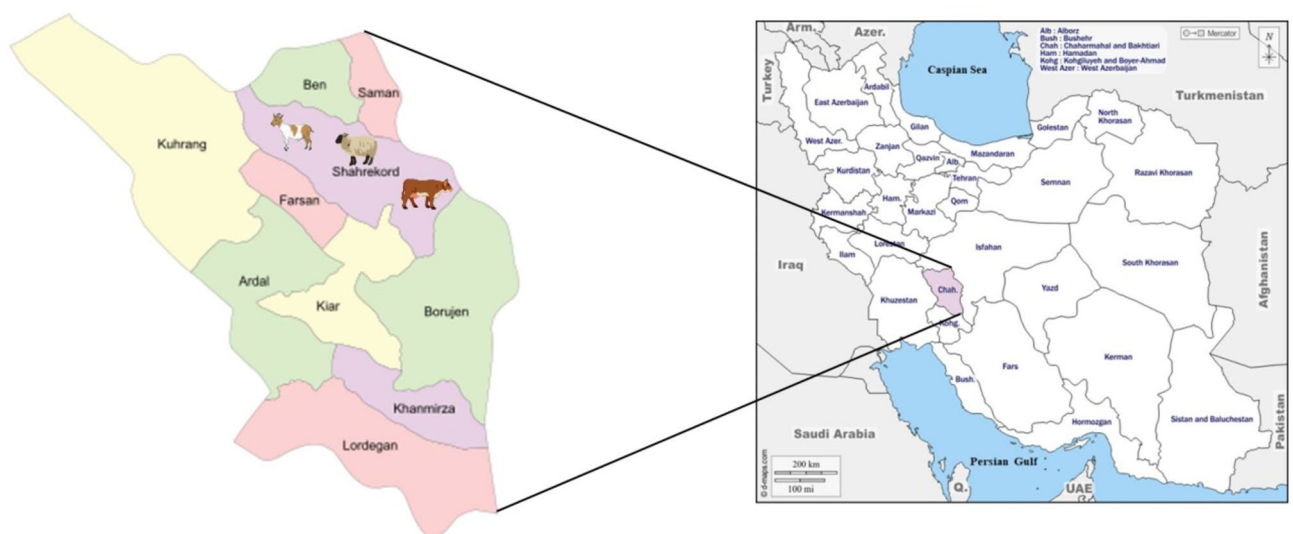 Ben
Saman
Kuhrang
Shahrekord
Farsan
Ardal
Kiar
Borujen
Khanmirza
Lordegan
Alb : Alborz
Bush : Bushehr
Chah : Chaharmahal and Bakhtiari
Ham : Hamadan
Kohg : Kohgiluyeh and Boyer-Ahmad
West Azer : West Azerbaijan
Mercator
N
Arm.
Azer.
Turkey
Caspian Sea
Turkmenistan
Ardabil
East Azerbaijan
North
Khorasan
Gilan
Golestan
West Azer.
Zanjan
Mazandaran
Qazvin
Alb.
Razavi Khorasan
Kurdistan
Tehran
Semnan
Ham.
Qom
Kermanshah
Markazi
Lorestan
Isfahan
Ilam
Iraq
South Khorasan
Afghanistan
Chah.
Yazd
Khuzestan
Kohg.
Kerman
Fars
Bush.
Hormozgan
Sistan and Baluchestan
Pakistan
Saudi Arabia
Persian Gulf
200 km
100 mi
Q.
UAE
© d-maps.com